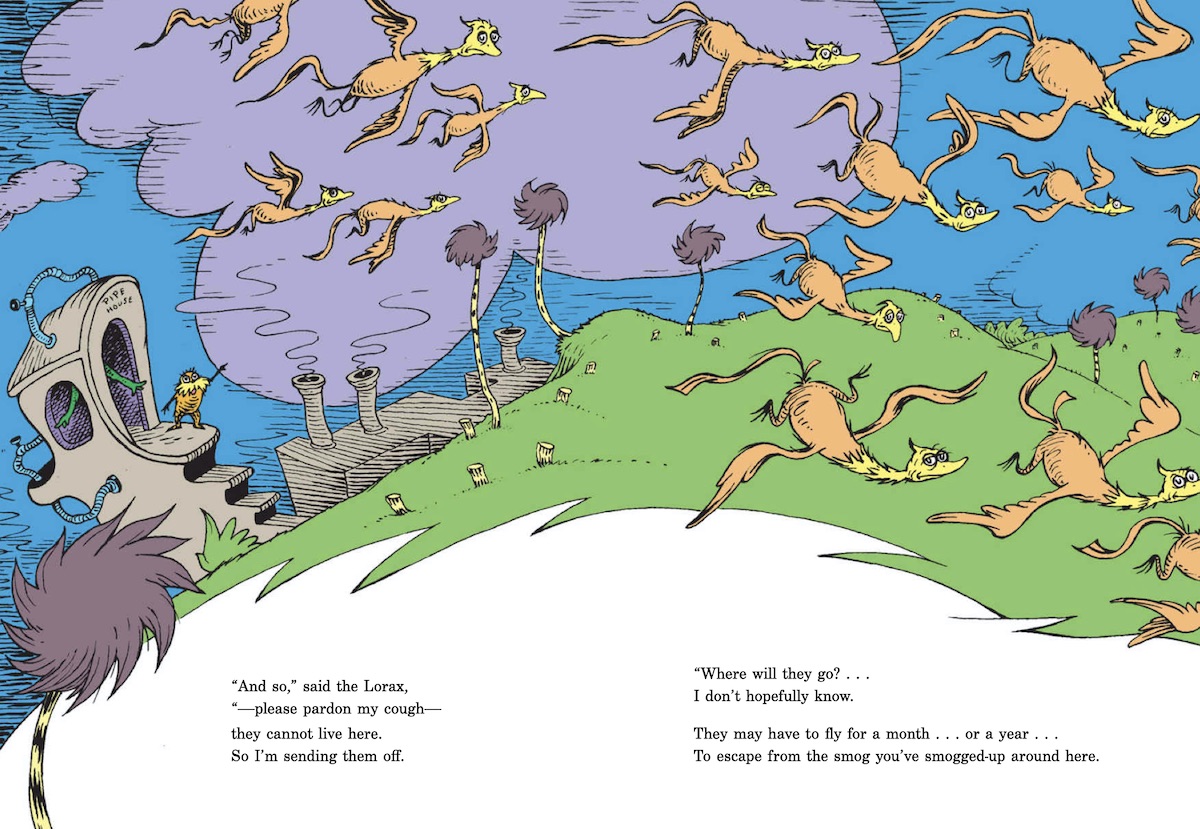 PIPE
HOUSE
“And so,” said the Lorax,
“—please pardon my cough—
they cannot live here.
So I’m sending them off.
“Where will they go? . . .
I don’t hopefully know.
They may have to fly for a month . . . or a year . . .
To escape from the smog you’ve smogged-up around here.